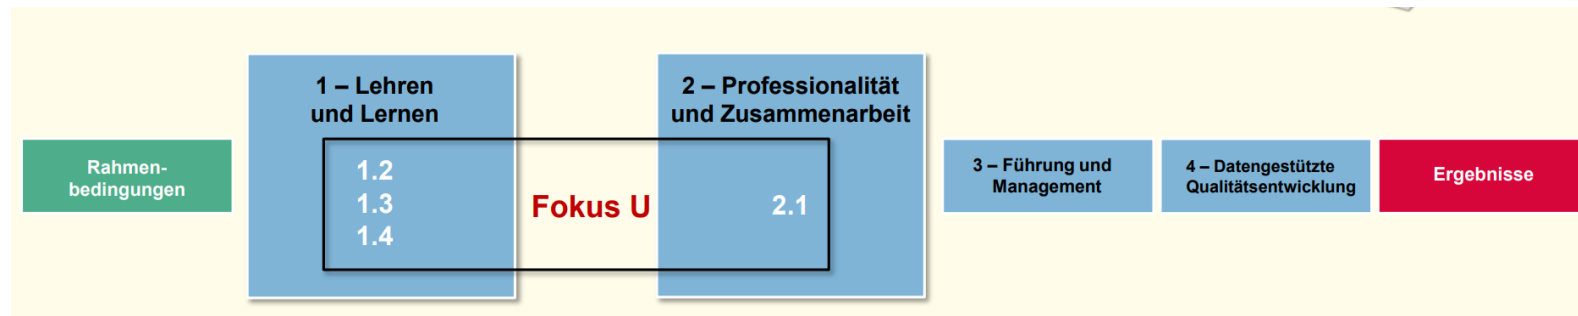 Rahmen-
bedingungen
1 – Lehren
und Lernen
1.2
1.3
1.4
Fokus U
2 – Professionalität
und Zusammenarbeit
2.1
3 – Führung und
Management
4 – Datengestützte
Qualitätsentwicklung
Ergebnisse